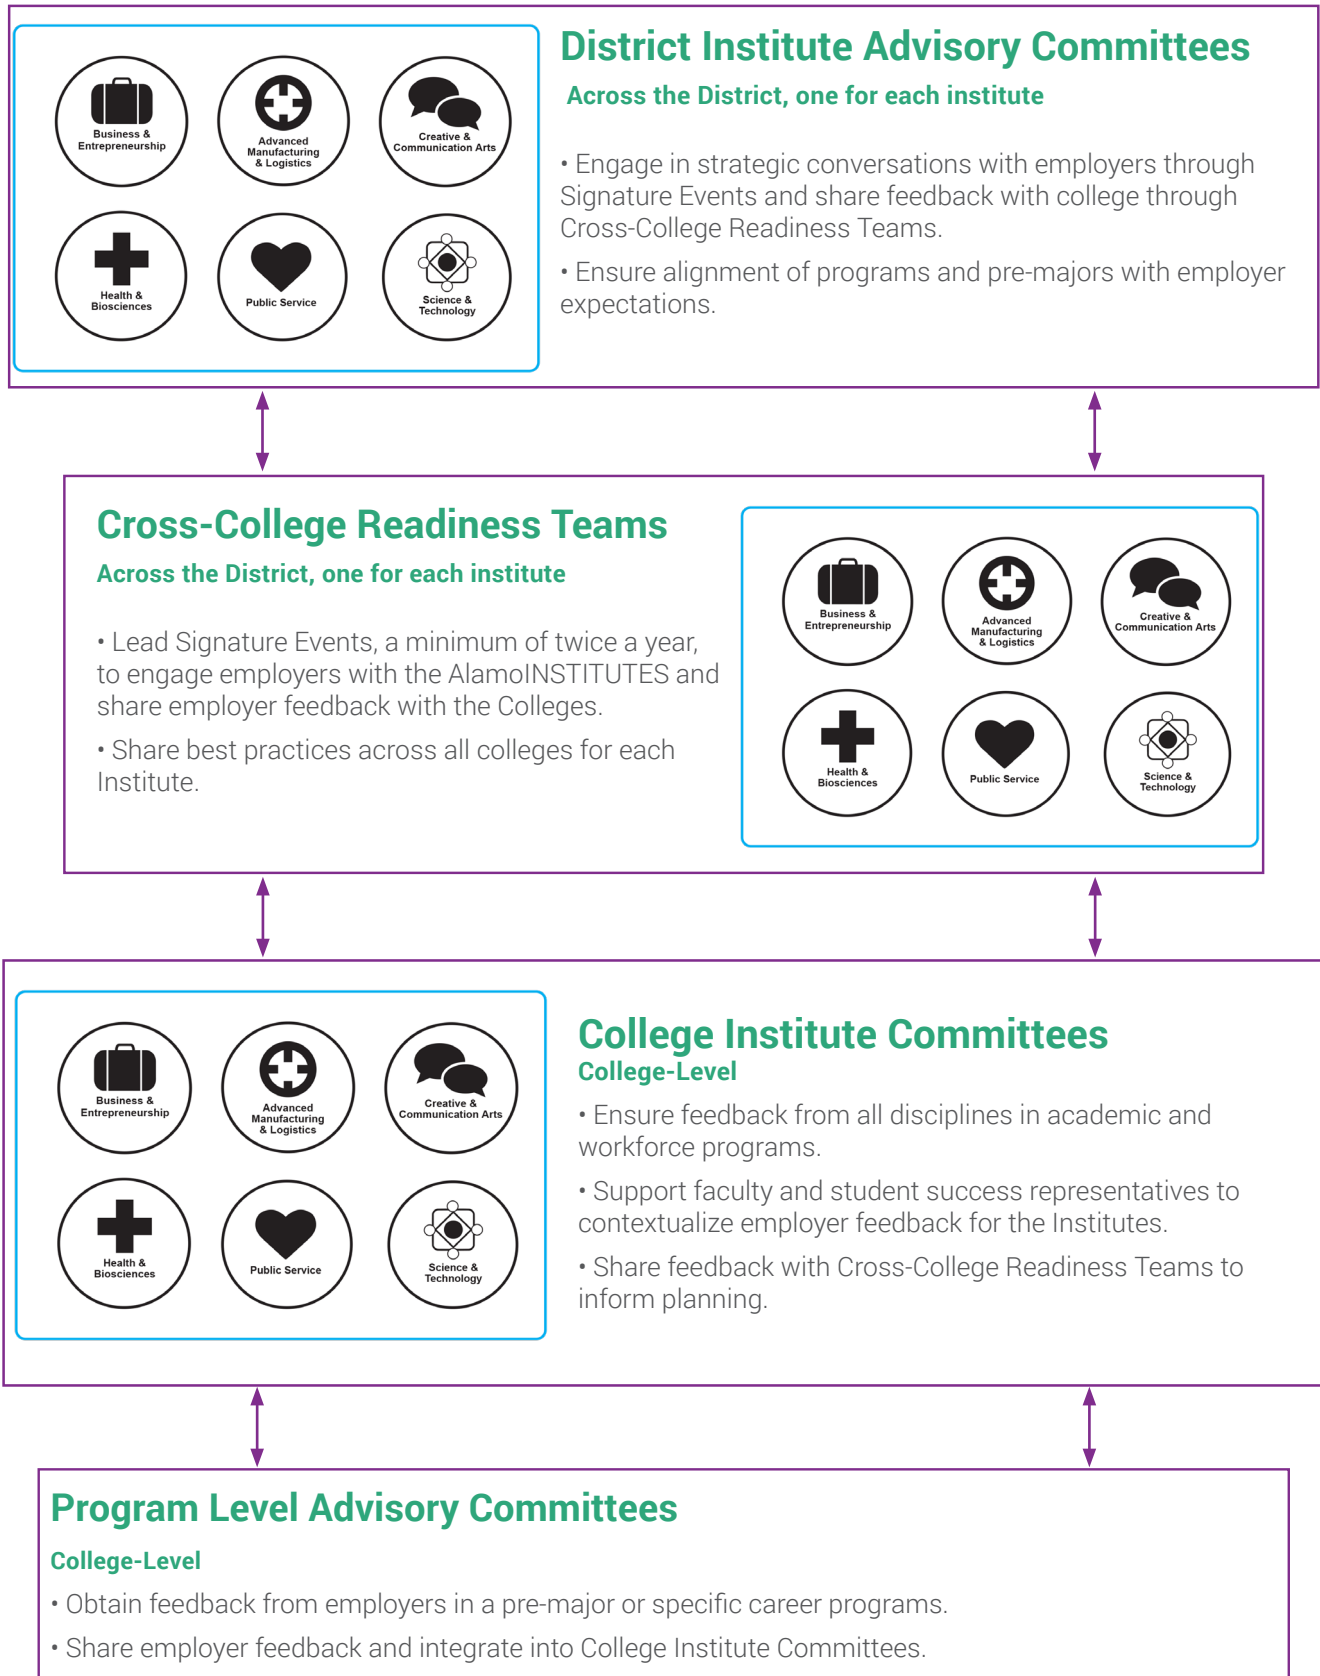 District Institute Advisory Committees
Across the District, one for each institute
Business &
Entrepreneurship
Advanced
Manufacturing
& Logistics
Creative &
Communication Arts
Health &
Biosciences
Public Service
Science &
Technology
• Engage in strategic conversations with employers through
Signature Events and share feedback with college through
Cross-College Readiness Teams.
• Ensure alignment of programs and pre-majors with employer
expectations.
Cross-College Readiness Teams
Across the District, one for each institute
• Lead Signature Events, a minimum of twice a year,
to engage employers with the AlamoINSTITUTES and
share employer feedback with the Colleges.
• Share best practices across all colleges for each
Institute.
Business &
Entrepreneurship
Advanced
Manufacturing
& Logistics
Creative &
Communication Arts
Health &
Biosciences
Public Service
Science &
Technology
College Institute Committees
College-Level
Business &
Entrepreneurship
Advanced
Manufacturing
& Logistics
Creative &
Communication Arts
Health &
Biosciences
Public Service
Science &
Technology
• Ensure feedback from all disciplines in academic and
workforce programs.
• Support faculty and student success representatives to
contextualize employer feedback for the Institutes.
• Share feedback with Cross-College Readiness Teams to
inform planning.
Program Level Advisory Committees
College-Level
• Obtain feedback from employers in a pre-major or specific career programs.
• Share employer feedback and integrate into College Institute Committees.